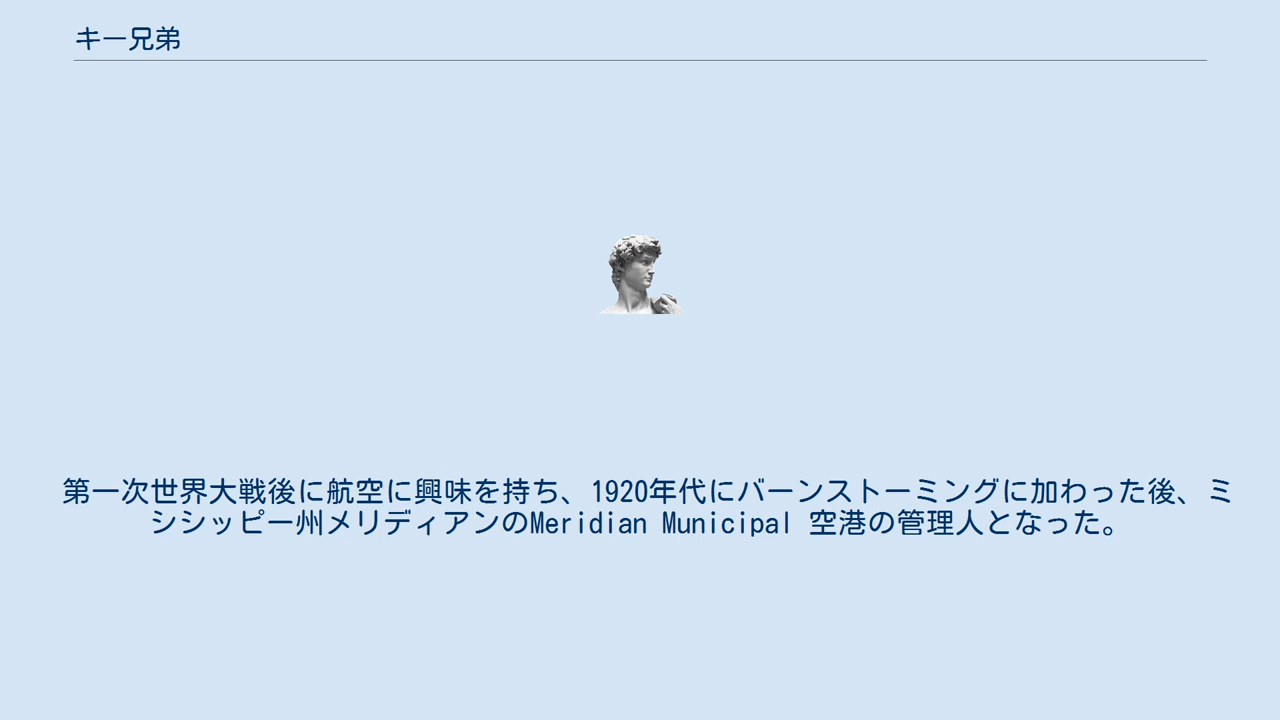 キー兄弟
第一次世界大戦後に航空に興味を持ち、1920年代にバーンストーミングに加わった後、ミ
シシッピー州メリディアンのMeridian Municipal 空港の管理人となった。